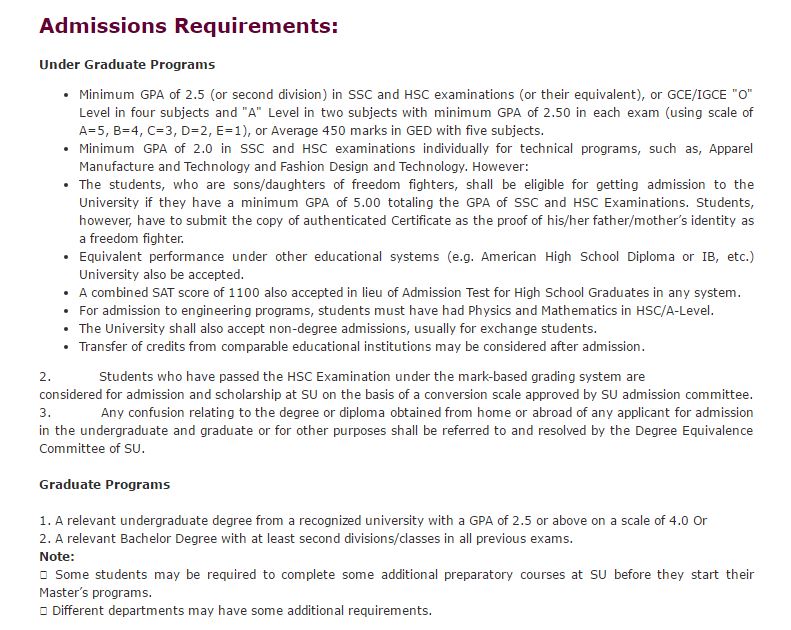 Admissions Requirements:
Under Graduate Programs
• Minimum GPA of 2.5 (or second division) in SSC and HSC examinations (or their equivalent), or GCE/IGCE "O"
Level in four subjects and "A" Level in two subjects with minimum GPA of 2.50 in each exam (using scale of
A=5, B=4, C=3, D=2, E=1), or Average 450 marks in GED with five subjects.
• Minimum GPA of 2.0 in SSC and HSC examinations individually for technical programs, such as, Apparel
Manufacture and Technology and Fashion Design and Technology. However:
• The students, who are sons/daughters of freedom fighters, shall be eligible for getting admission to the
University if they have a minimum GPA of 5.00 totaling the GPA of SSC and HSC Examinations. Students,
however, have to submit the copy of authenticated Certificate as the proof of his/her father/mother’s identity as
a freedom fighter.
• Equivalent performance under other educational systems (e.g. American High School Diploma or IB, etc.)
University also be accepted.
• A combined SAT score of 1100 also accepted in lieu of Admission Test for High School Graduates in any system.
• For admission to engineering programs, students must have had Physics and Mathematics in HSC/A-Level.
• The University shall also accept non-degree admissions, usually for exchange students.
• Transfer of credits from comparable educational institutions may be considered after admission.
2. Students who have passed the HSC Examination under the mark-based grading system are
considered for admission and scholarship at SU on the basis of a conversion scale approved by SU admission committee.
3. Any confusion relating to the degree or diploma obtained from home or abroad of any applicant for admission
in the undergraduate and graduate or for other purposes shall be referred to and resolved by the Degree Equivalence
Committee of SU.
Graduate Programs
1. A relevant undergraduate degree from a recognized university with a GPA of 2.5 or above on a scale of 4.0 Or
2. A relevant Bachelor Degree with at least second divisions/classes in all previous exams.
Note:
□ Some students may be required to complete some additional preparatory courses at SU before they start their
Master’s programs.
□ Different departments may have some additional requirements.